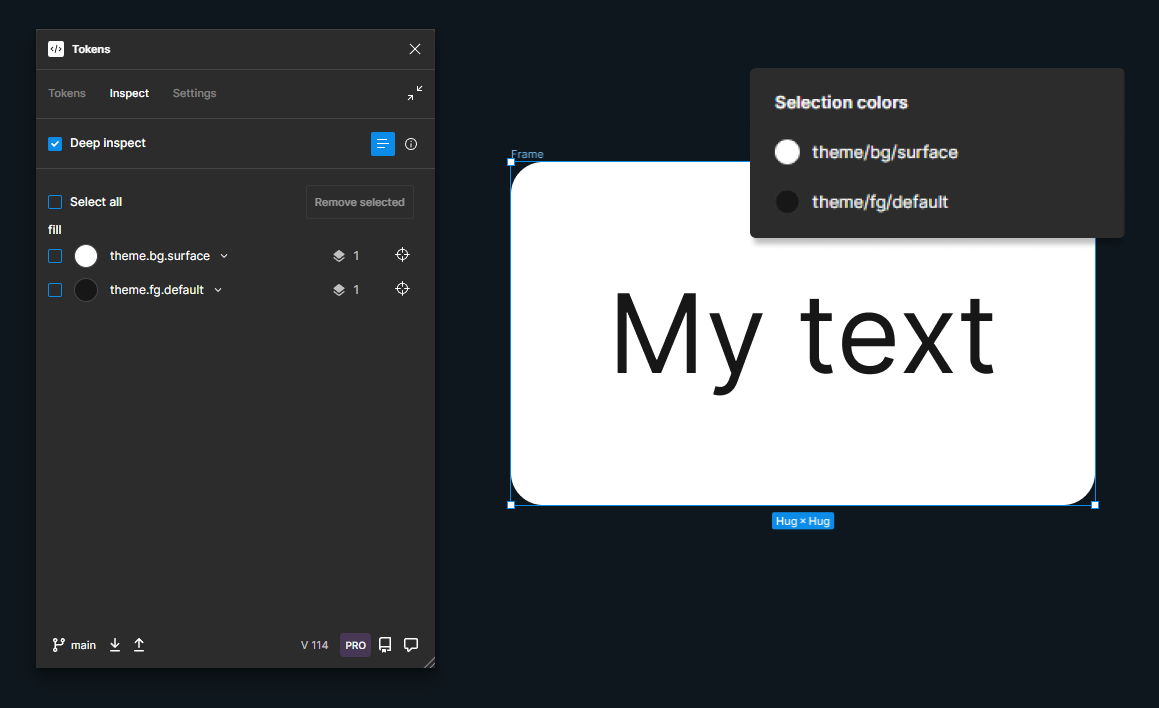 Tokens
Tokens Inspect Settings
Deep inspect
Select all Remove selected
fill
theme.bg.surface 1
theme.fg.default 1
main V 114 PRO
Selection colors
theme/bg/surface
theme/fg/default
Frame
My text
Hug × Hug